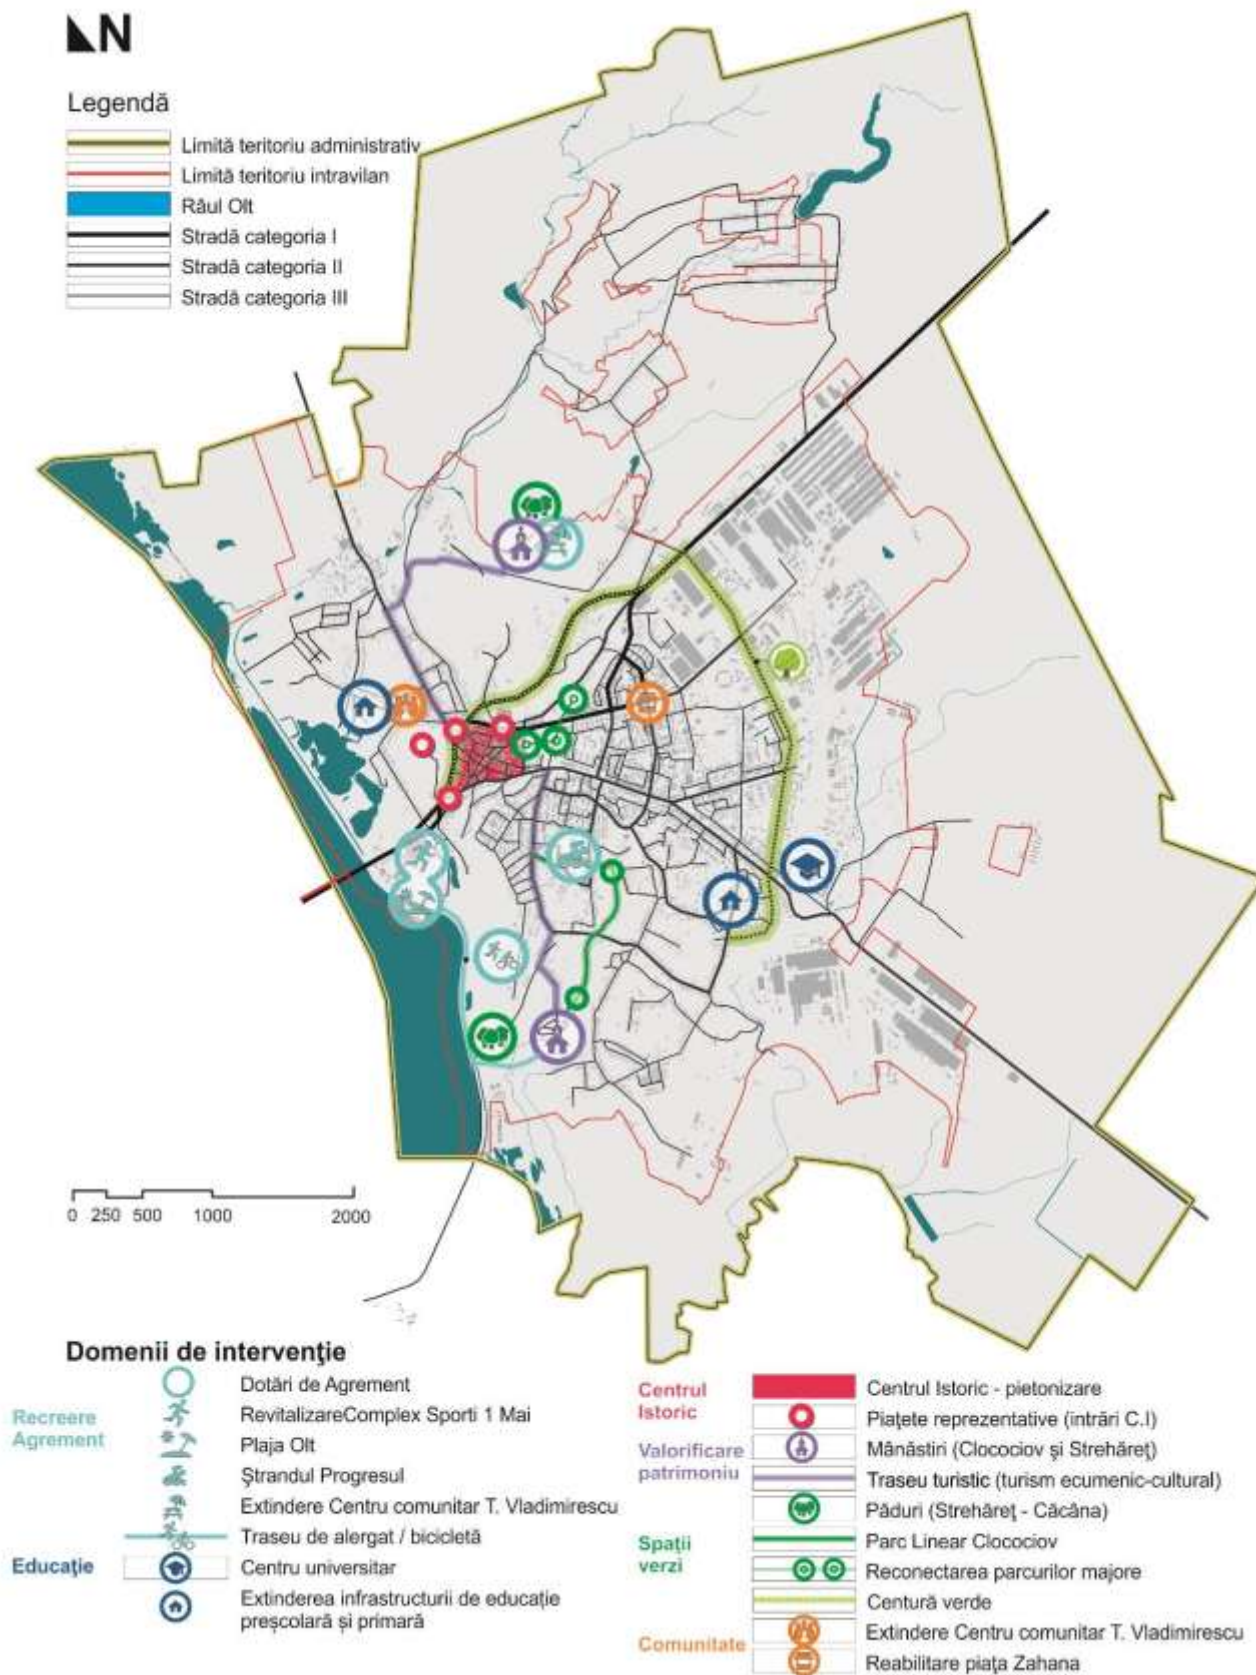 N
Legendă
Limită teritoriu administrativ
Limită teritoriu intravilan
Râul Olt
Stradă categoria I
Stradă categoria II
Stradă categoria III
0 250 500 1000 2000
Domenii de intervenţie
Recreere
Agrement
Dotări de Agrement
RevitalizareComplex Sporti 1 Mai
Plaja Olt
Ştrandul Progresul
Extindere Centru comunitar T. Vladimirescu
Traseu de alergat / bicicletă
Educaţie
Centru universitar
Extinderea infrastructurii de educaţie
preşcolară şi primară
Centrul
Istoric
Centrul Istoric - pietonizare
Pieţete reprezentative (intrări C.I)
Valorificare
patrimoniu
Mânăstiri (Clocociov şi Strehăreţ)
Traseu turistic (turism ecumenic-cultural)
Spaţii
verzi
Păduri (Strehăreţ - Căcâna)
Parc Linear Clocociov
Reconectarea parcurilor majore
Centură verde
Comunitate
Extindere Centru comunitar T. Vladimirescu
Reabilitare piaţa Zahana